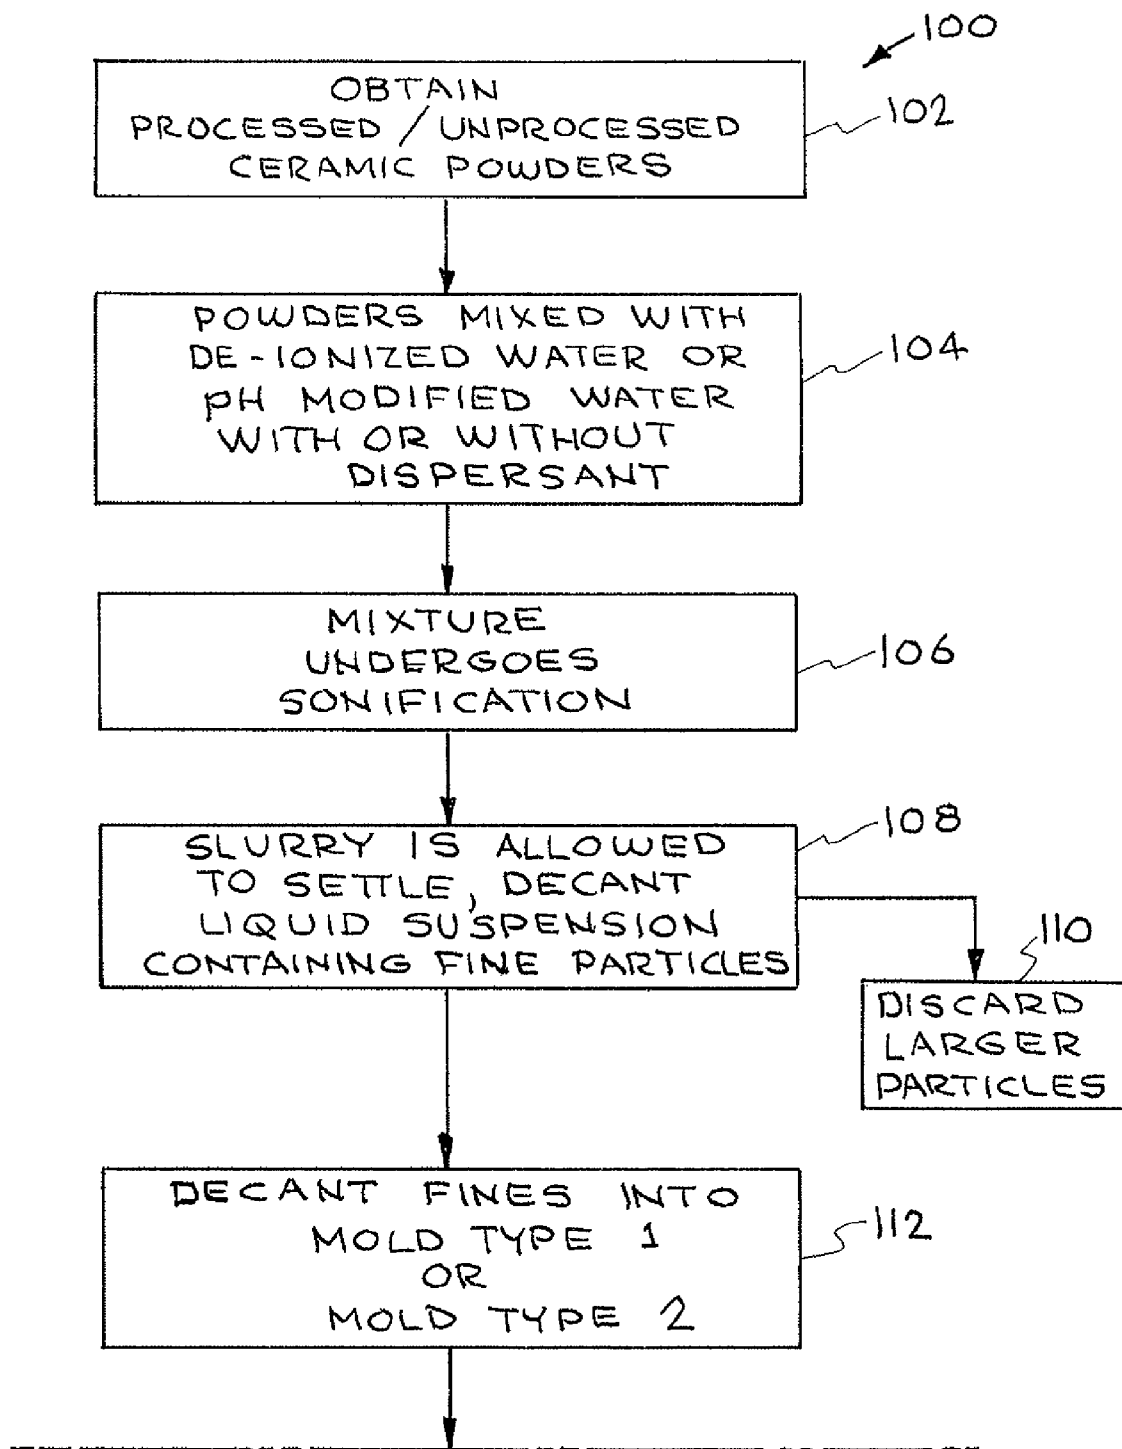 100
OBTAIN
PROCESSED / UNPROCESSED
CERAMIC POWDERS
102
POWDERS MIXED WITH
DE-IONIZED WATER OR
pH MODIFIED WATER
WITH OR WITHOUT
DISPERSANT
104
MIXTURE
UNDERGOES
SONIFICATION
106
SLURRY IS ALLOWED
TO SETTLE, DECANT
LIQUID SUSPENSION
CONTAINING FINE PARTICLES
108
110
DISCARD
LARGER
PARTICLES
DECANT FINES INTO
MOLD TYPE 1
OR
MOLD TYPE 2
112